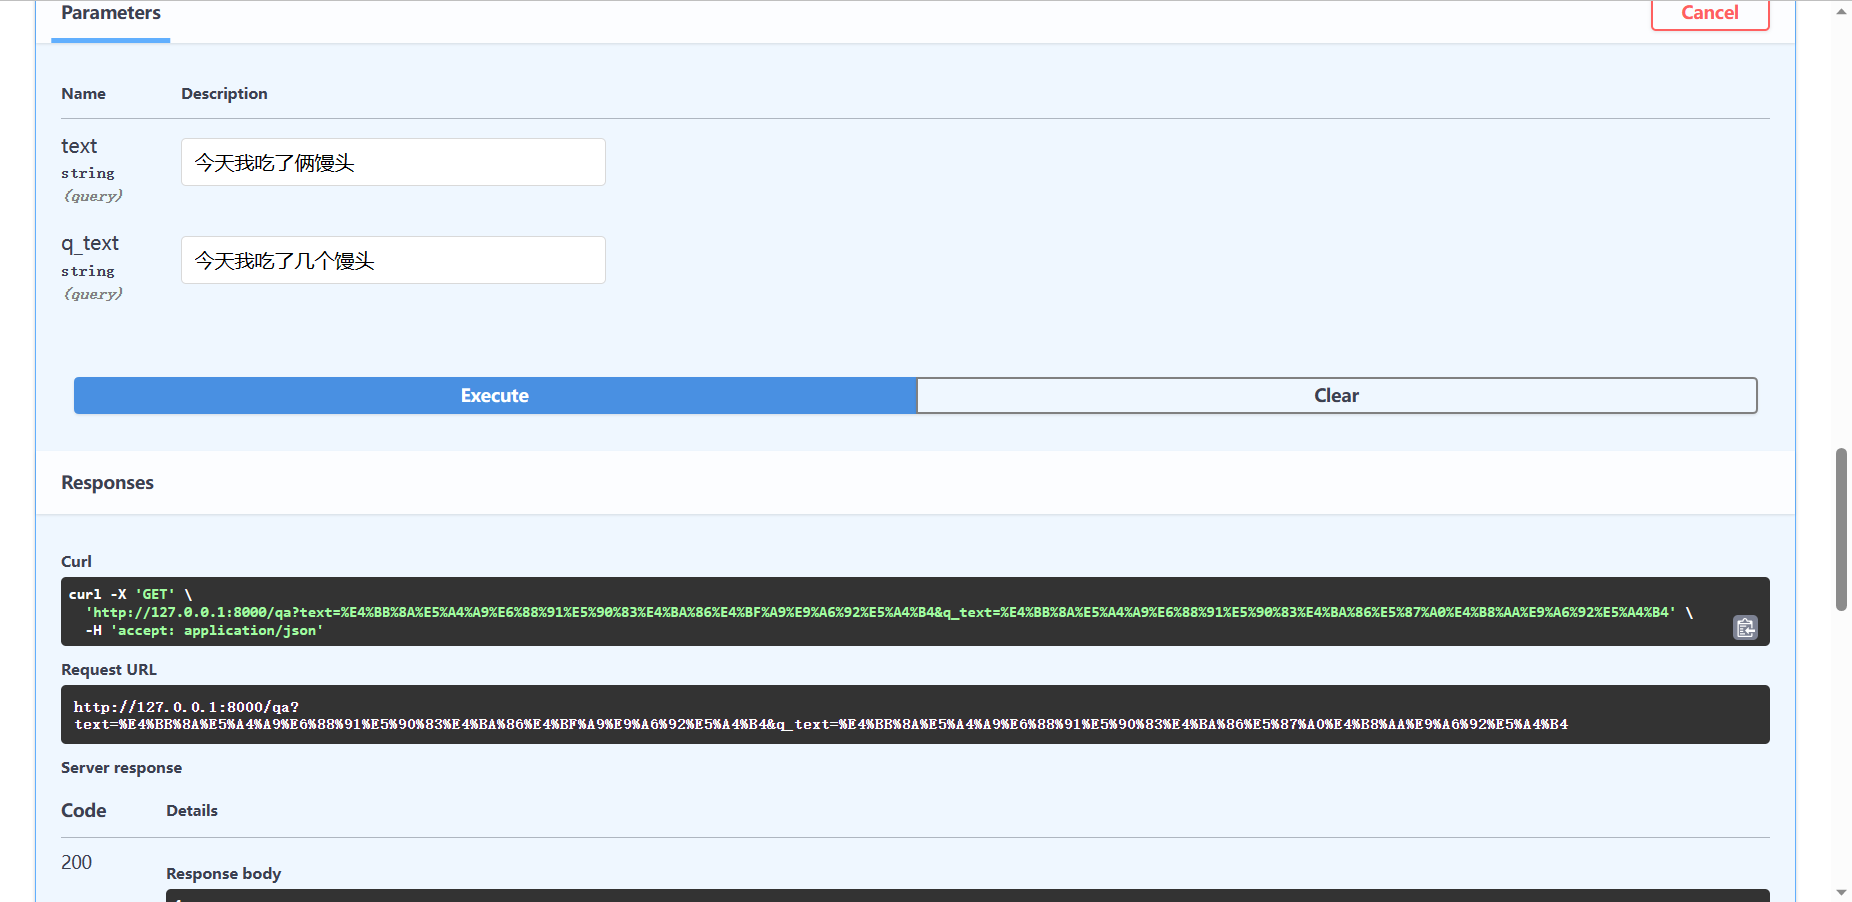 Parameters
Cancel
Name Description
text
string
(query)
今天我吃了俩馒头
q_text
string
(query)
今天我吃了几个馒头
Execute
Clear
Responses
Curl
curl -X 'GET' \
'http://127.0.0.1:8000/qa?text=%E4%BB%8A%E5%A4%A9%E6%88%91%E5%90%83%E4%BA%86%E4%BF%A9%E9%A6%92%E5%A4%B4&q_text=%E4%BB%8A%E5%A4%A9%E6%88%91%E5%90%83%E4%BA%86%E5%87%A0%E4%B8%AA%E9%A6%92%E5%A4%B4' \
-H 'accept: application/json'
Request URL
http://127.0.0.1:8000/qa?
text=%E4%BB%8A%E5%A4%A9%E6%88%91%E5%90%83%E4%BA%86%E4%BF%A9%E9%A6%92%E5%A4%B4&q_text=%E4%BB%8A%E5%A4%A9%E6%88%91%E5%90%83%E4%BA%86%E5%87%A0%E4%B8%AA%E9%A6%92%E5%A4%B4
Server response
Code Details
200
Response body